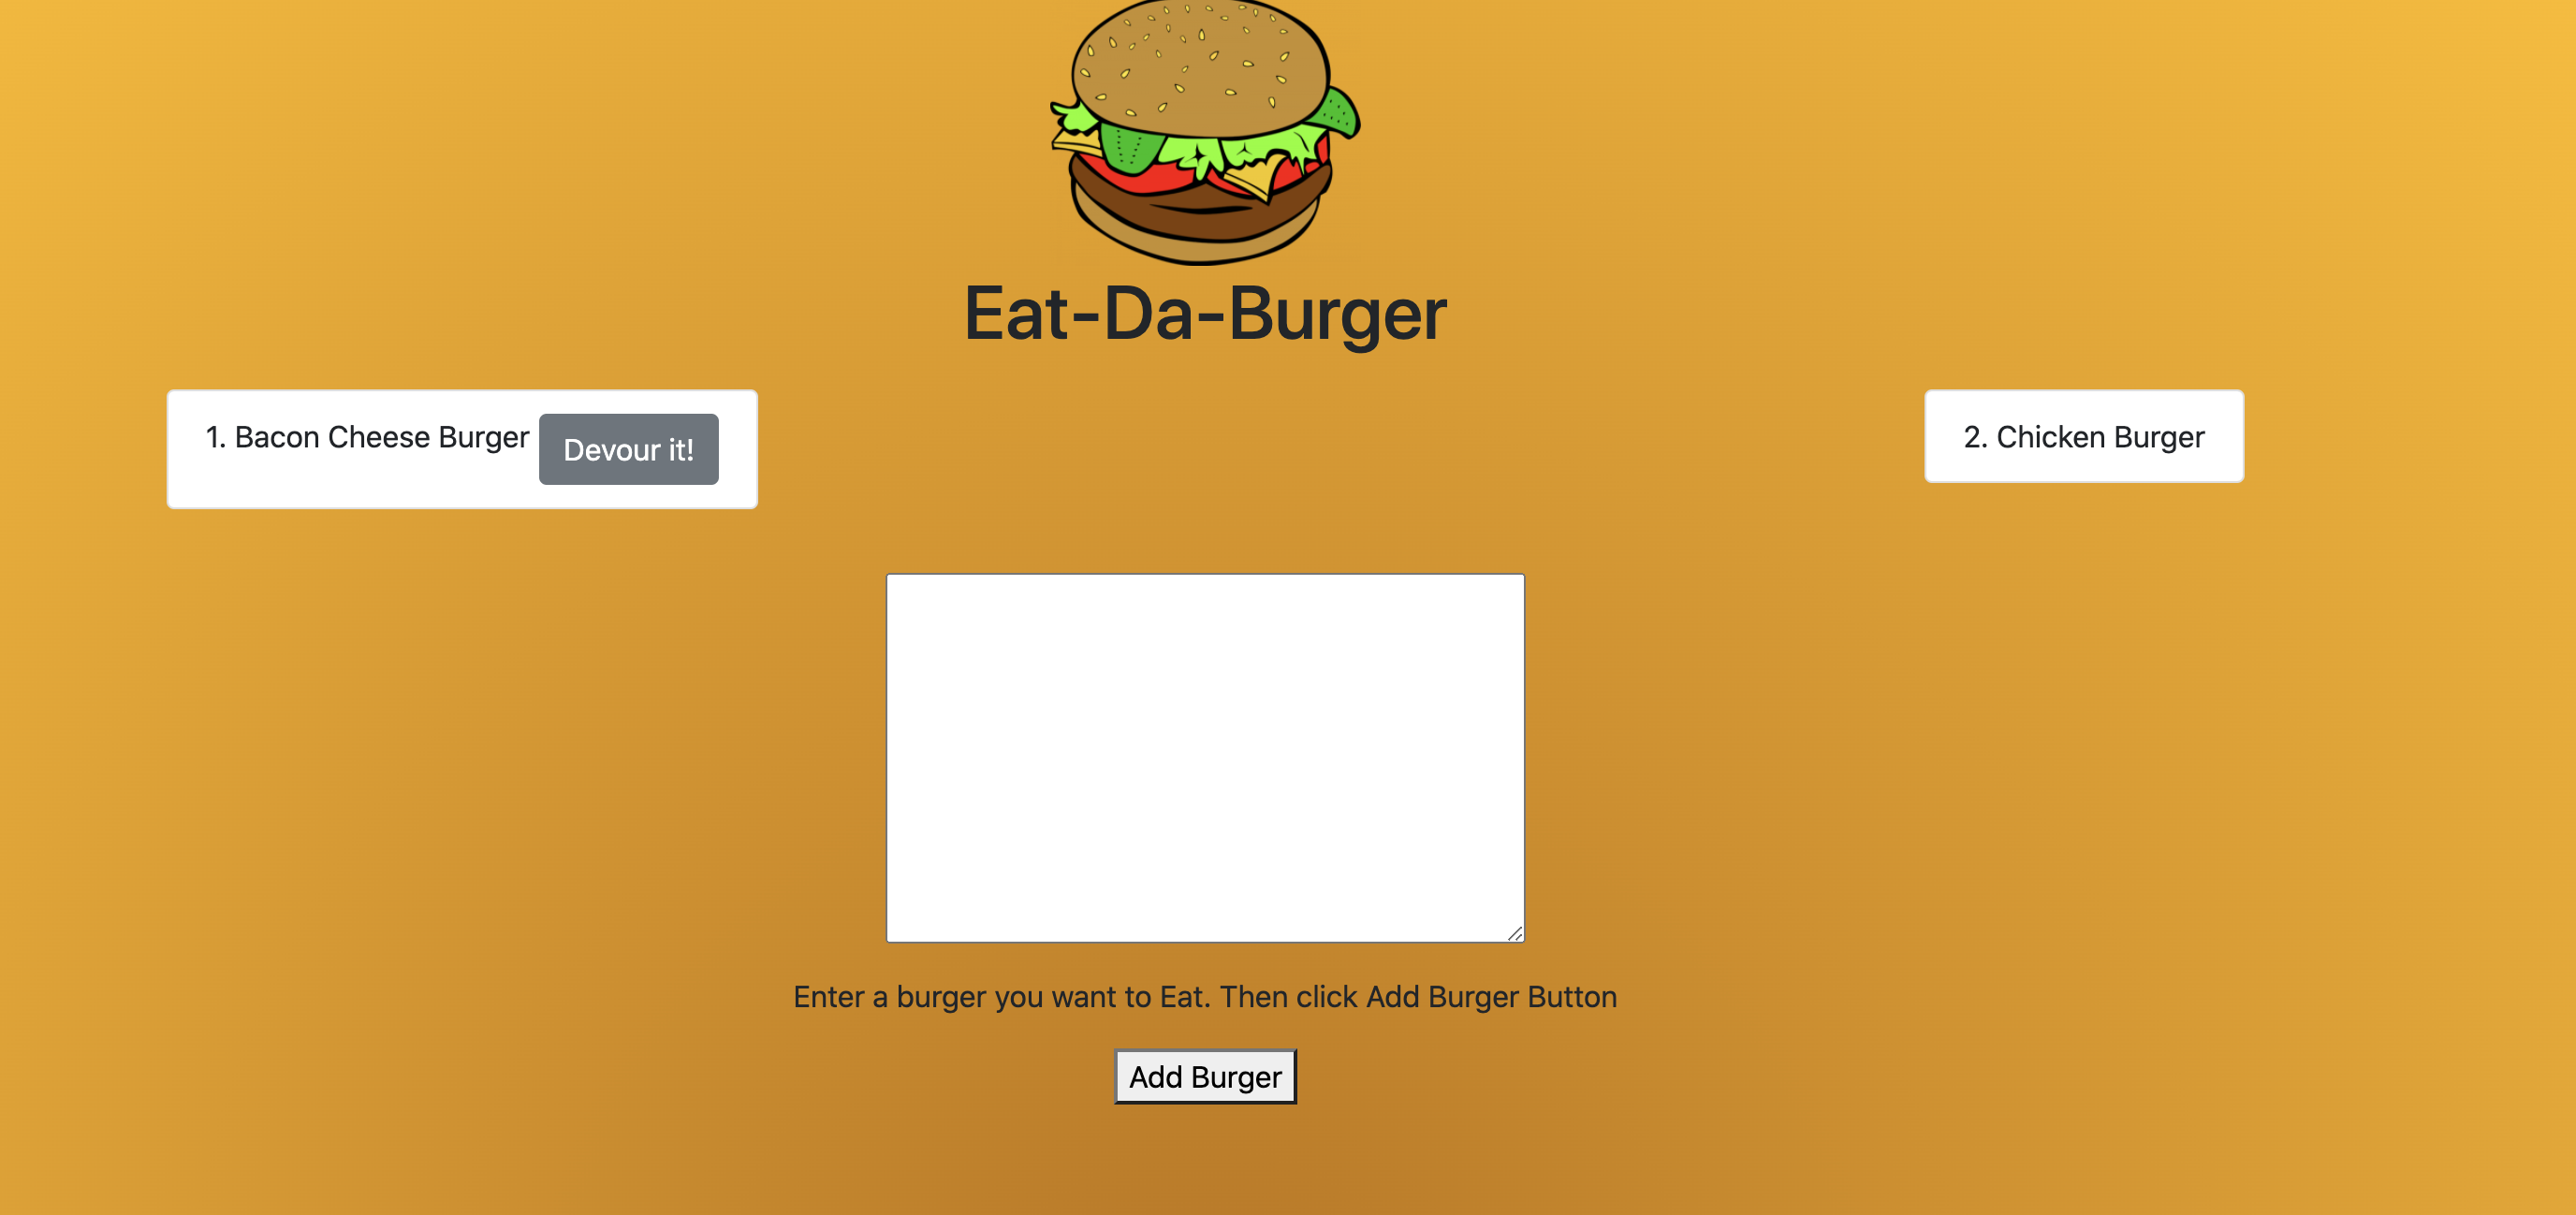 Eat-Da-Burger
1. Bacon Cheese Burger Devour it!
2. Chicken Burger
Enter a burger you want to Eat. Then click Add Burger Button
Add Burger